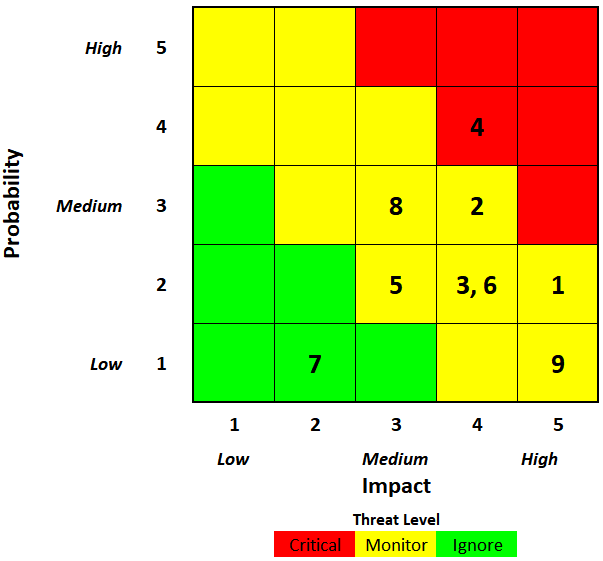 High 5
4
4
Probability
Medium 3 8 2
2 5 3, 6 1
Low 1 7 9
1 2 3 4 5
Low Medium High
Impact
Threat Level
Critical Monitor Ignore